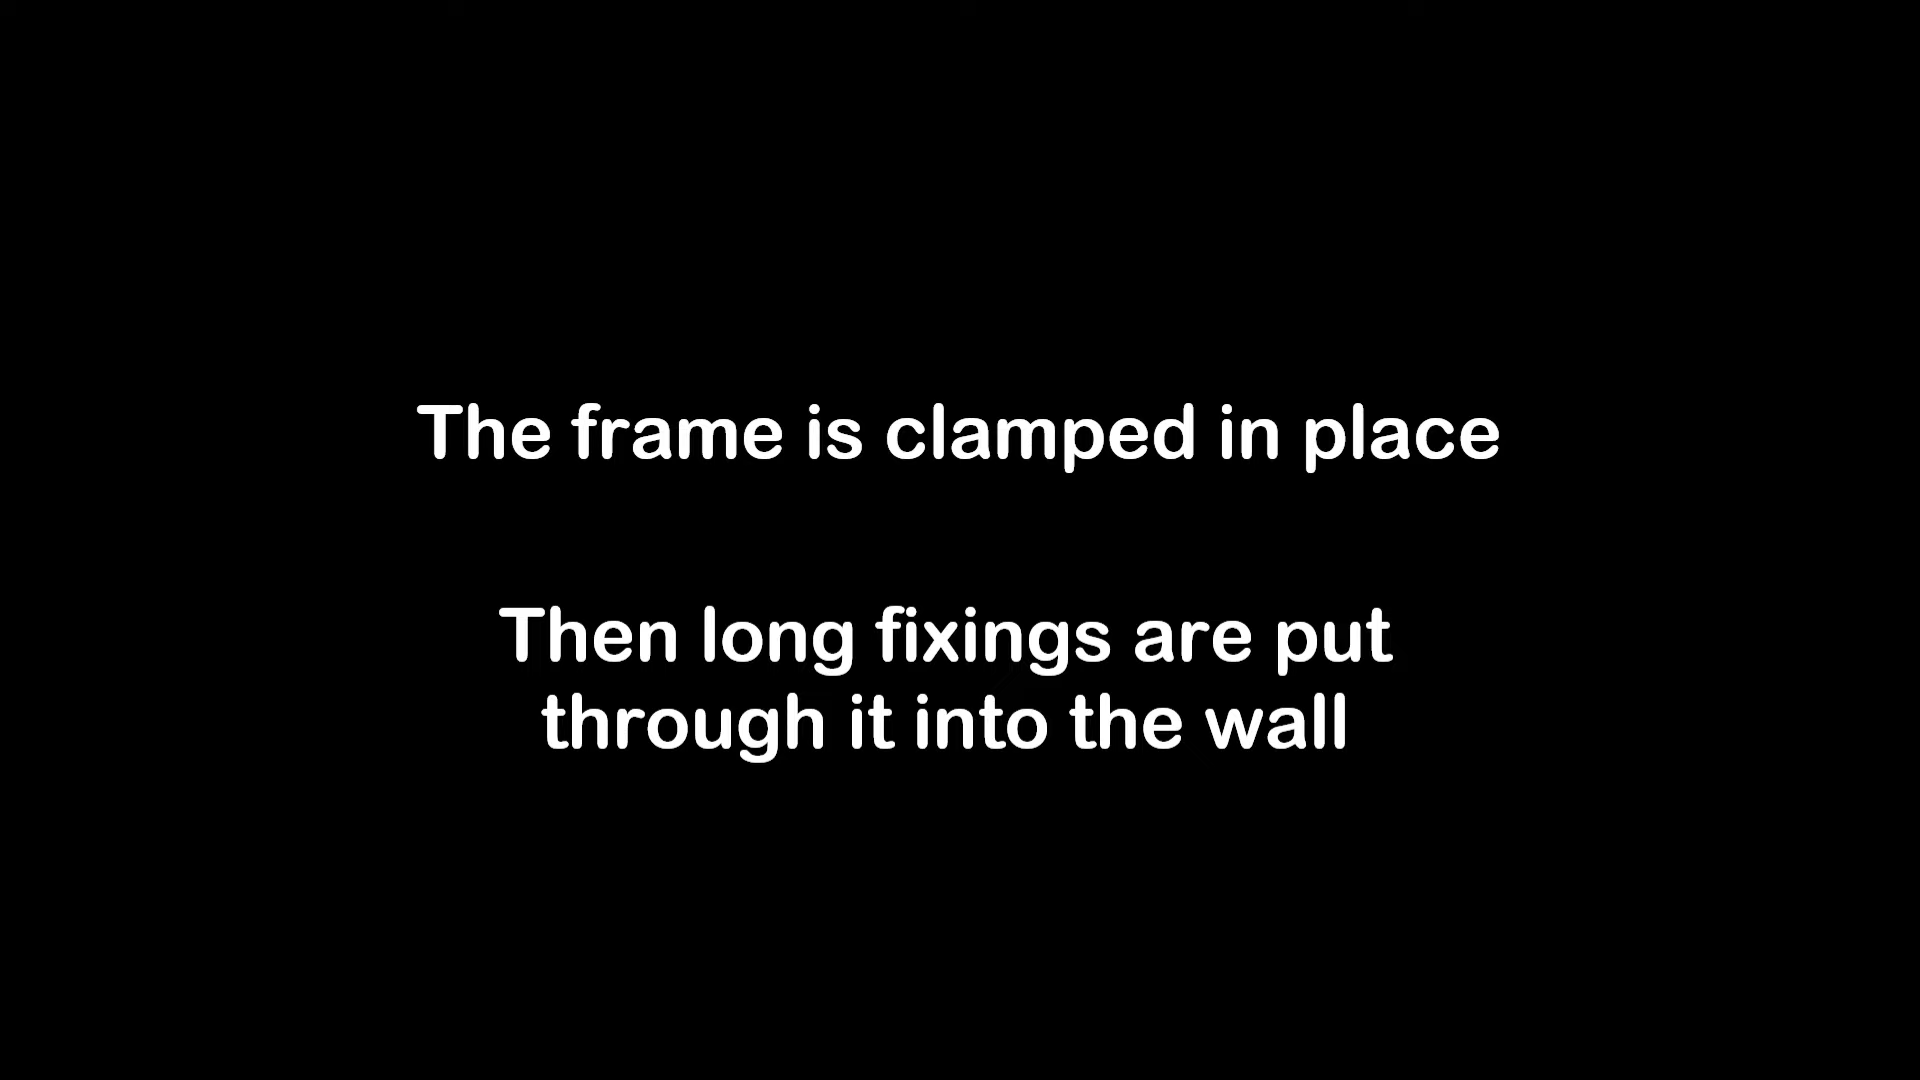 The frame is clamped in place
Then long fixings are put
through it into the wall